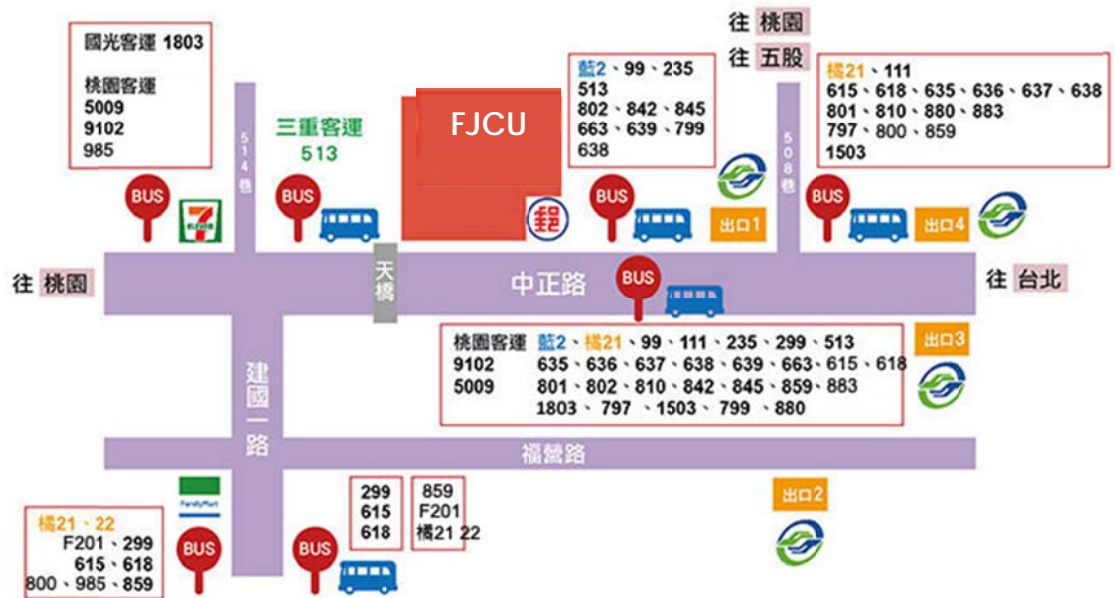 往 桃園
往 五股
國光客運 1803
桃園客運
5009
9102
985
514巷
三重客運
513
FJCU
藍2、99、235
513
802、842、845
663、639、799
638
508巷
橘21、111
615、618、635、636、637、638
801、810、880、883
797、800、859
1503
BUS
7
ELEVEN
BUS
郵
BUS
出口1
BUS
出口4
往 桃園
天橋
中正路
BUS
往 台北
桃園客運 藍2、橘21、99、111、235、299、513
9102 635、636、637、638、639、663、615、618
5009 801、802、810、842、845、859、883
1803、797、1503、799、880
出口3
建國一路
福營路
FamilyMart
橘21、22
F201、299
615、618
800、985、859
BUS
BUS
299
615
618
859
F201
橘21 22
出口2